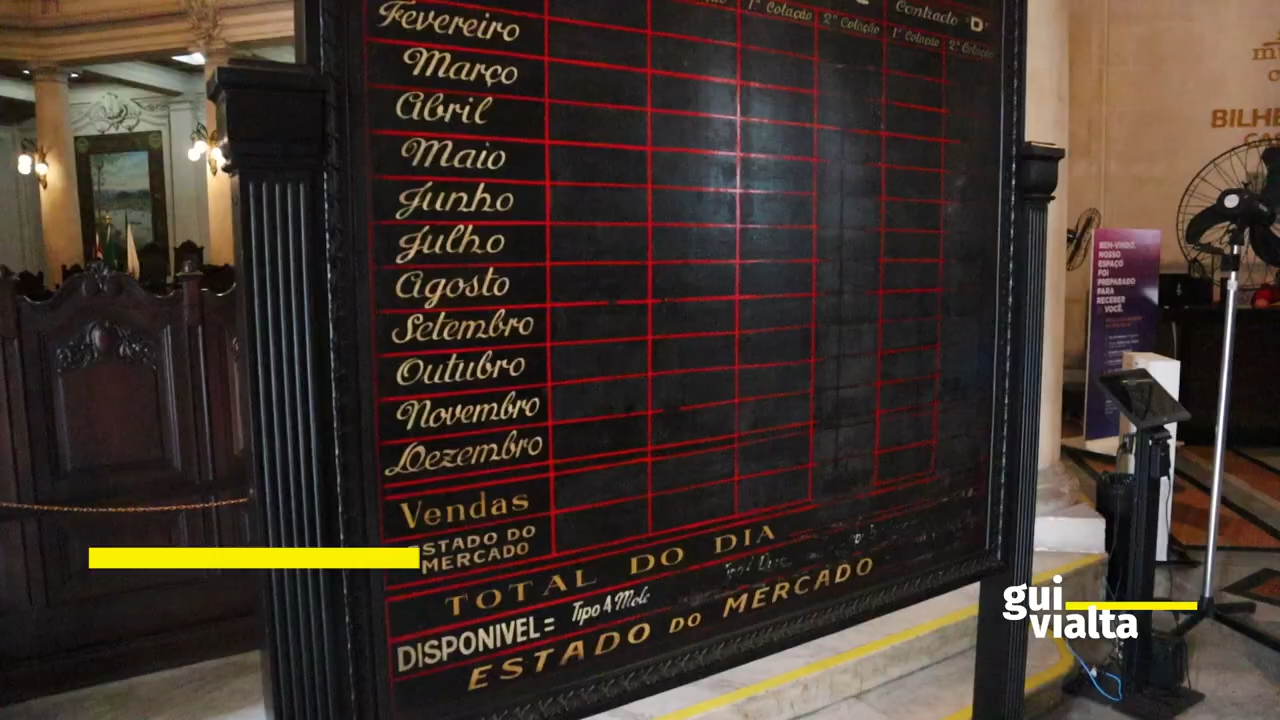 Contracto "D"
1ª Cotação 2ª Cotação 1ª Cotação 2ª Cotação
Fevereiro
Março
Abril
Maio
Junho
Julho
Agosto
Setembro
Outubro
Novembro
Dezembro
Vendas
STADO DO
MERCADO
TOTAL DO DIA
DISPONIVEL = Tipo 4 Mole
ESTADO DO MERCADO
BILHE
BEM-VINDO.
NOSSO
ESPAÇO
FOI
PREPARADO
PARA
RECEBER
VOCÊ.
gui
vialta